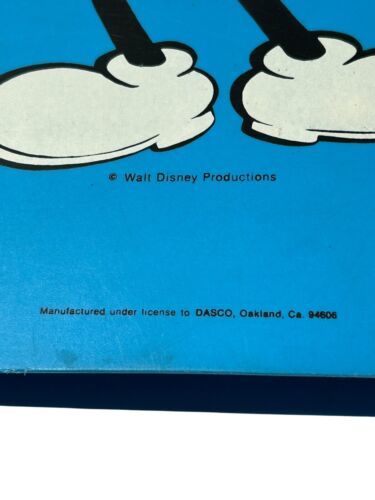 © Walt Disney Productions
Manufactured under license to DASCO, Oakland, Ca. 94606